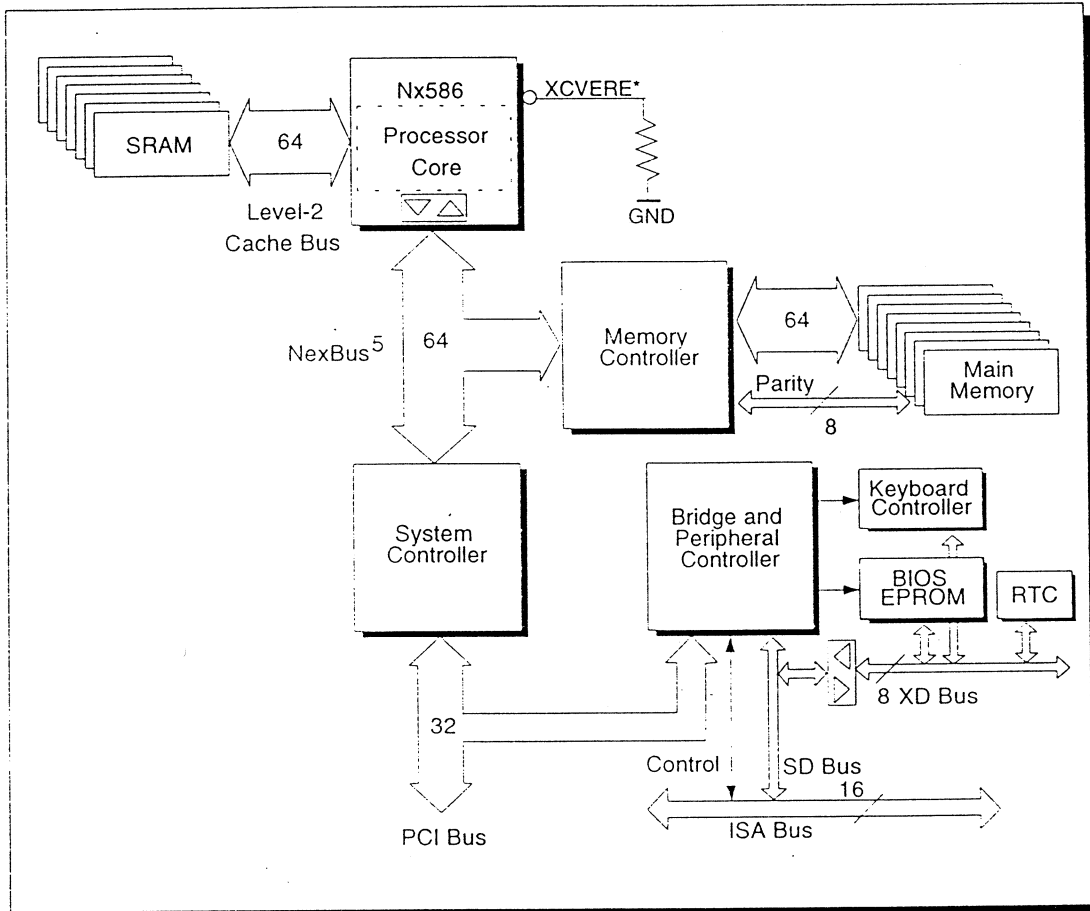 Nx586
XCVERE*
Processor
Core
SRAM
64
Level-2
Cache Bus
GND
NexBus5
64
Memory
Controller
64
Main
Memory
Parity
8
System
Controller
Bridge and
Peripheral
Controller
Keyboard
Controller
BIOS
EPROM
RTC
8 XD Bus
32
Control
SD Bus
16
PCI Bus
ISA Bus